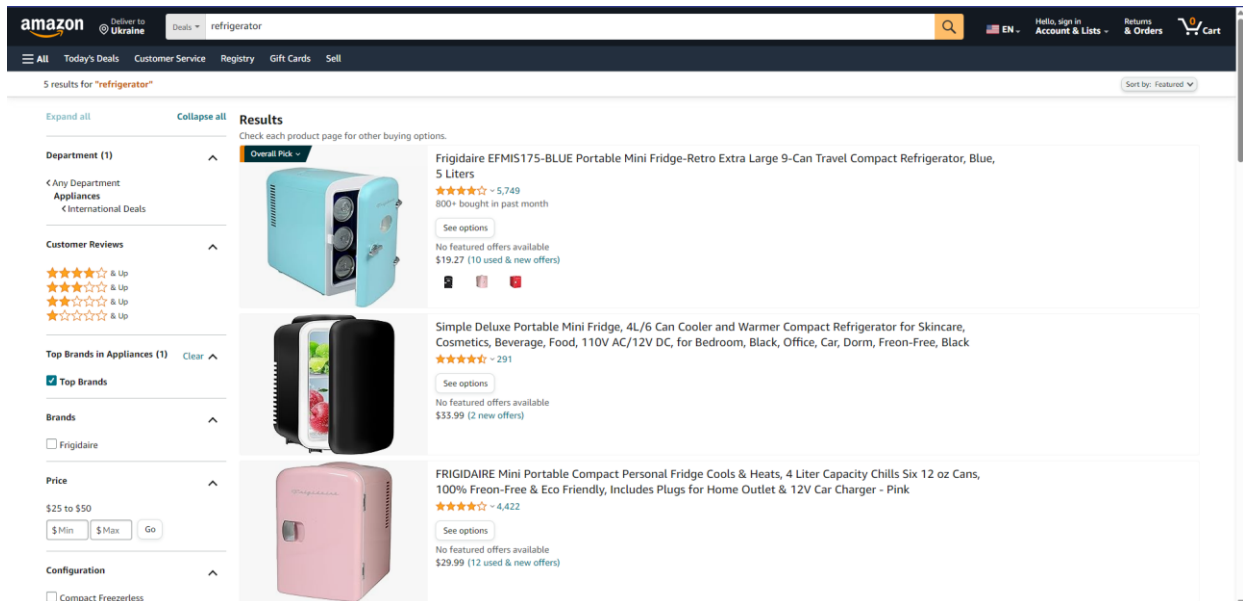 amazon
Deliver to
Ukraine
Deals
refrigerator
EN
Hello, sign in
Account & Lists
Returns
& Orders
0
Cart
All
Today's Deals
Customer Service
Registry
Gift Cards
Sell
5 results for "refrigerator"
Sort by: Featured
Expand all
Collapse all
Department (1)
Any Department
Appliances
International Deals
Customer Reviews
& Up
& Up
& Up
& Up
Top Brands in Appliances (1)
Clear
Top Brands
Brands
Frigidaire
Price
$25 to $50
$ Min
$ Max
Go
Configuration
Compact Freezerless
Results
Check each product page for other buying options.
Overall Pick
Frigidaire EFMIS175-BLUE Portable Mini Fridge-Retro Extra Large 9-Can Travel Compact Refrigerator, Blue,
5 Liters
5,749
800+ bought in past month
See options
No featured offers available
$19.27 (10 used & new offers)
Simple Deluxe Portable Mini Fridge, 4L/6 Can Cooler and Warmer Compact Refrigerator for Skincare,
Cosmetics, Beverage, Food, 110V AC/12V DC, for Bedroom, Black, Office, Car, Dorm, Freon-Free, Black
291
See options
No featured offers available
$33.99 (2 new offers)
FRIGIDAIRE Mini Portable Compact Personal Fridge Cools & Heats, 4 Liter Capacity Chills Six 12 oz Cans,
100% Freon-Free & Eco Friendly, Includes Plugs for Home Outlet & 12V Car Charger - Pink
4,422
See options
No featured offers available
$29.99 (12 used & new offers)